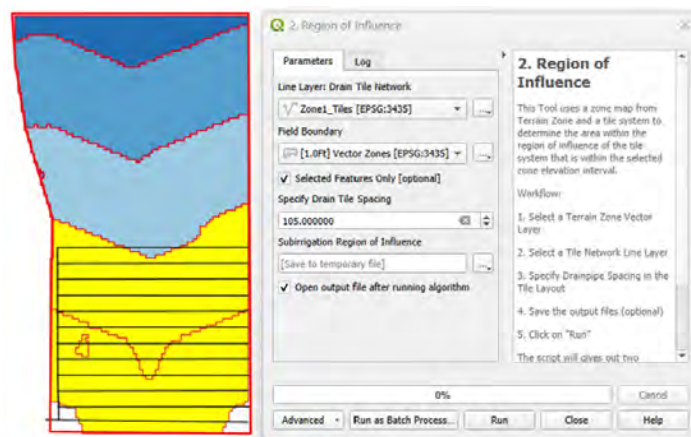 2. Region of Influence
Parameters
Log
Line Layer: Drain Tile Network
Zone1_Tiles [EPSG:3435]
...
Field Boundary
[1.0Ft] Vector Zones [EPSG:3435]
...
Selected Features Only [optional]
Specify Drain Tile Spacing
105.000000
Subirrigation Region of Influence
[Save to temporary file]
...
Open output file after running algorithm
2. Region of
Influence
This Tool uses a zone map from
Terrain Zone and a tile system to
determine the area within the
region of influence of the tile
system that is within the selected
zone elevation interval.
Workflow:
1. Select a Terrain Zone Vector
Layer
2. Select a Tile Network Line Layer
3. Specify Drainpipe Spacing in the
Tile Layout
4. Save the output files (optional)
5. Click on "Run"
The script will gives out two
0%
Cancel
Advanced
Run as Batch Process...
Run
Close
Help